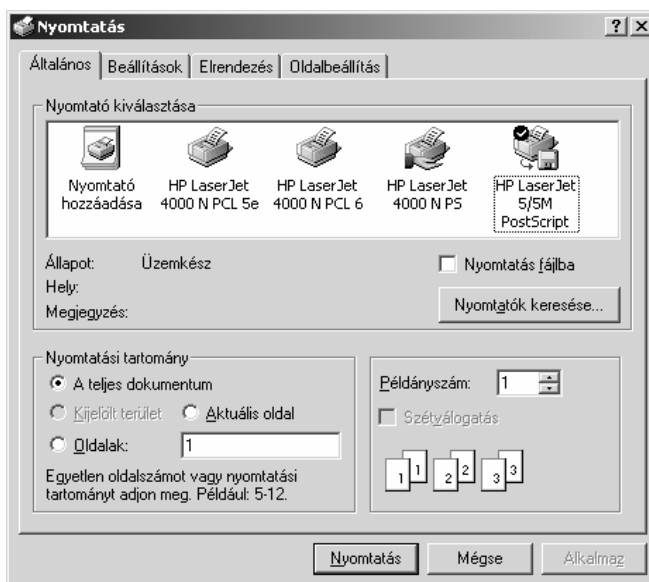 Nyomtatás
Általános Beállítások Elrendezés Oldalbeállítás
Nyomtató kiválasztása
Nyomtató hozzáadása
HP LaserJet 4000 N PCL 5e
HP LaserJet 4000 N PCL 6
HP LaserJet 4000 N PS
HP LaserJet 5/5M PostScript
Állapot: Üzemkész
Hely:
Megjegyzés:
Nyomtatás fájlba
Nyomtatók keresése...
Nyomtatási tartomány
A teljes dokumentum
Kijelölt terület Aktuális oldal
Oldalak: 1
Egyetlen oldalszámot vagy nyomtatási
tartományt adjon meg. Például: 5-12.
Példányszám: 1
Szétválogatás
1 1 2 2 3 3
Nyomtatás Mégse Alkalmaz